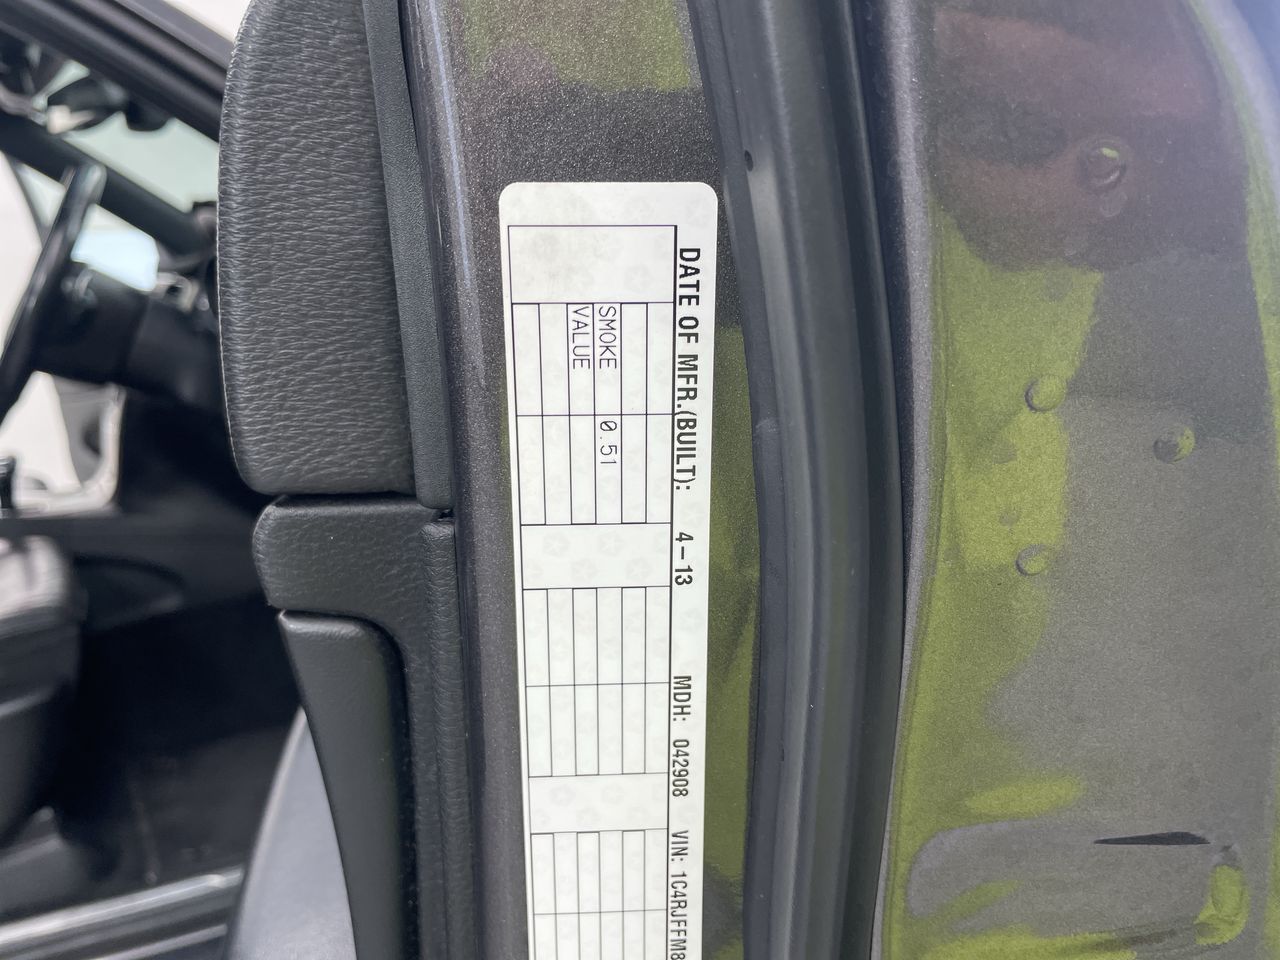 DATE OF MFR.(BUILT): 4-13 MDH: 042908 VIN: 1C4RJFFM8
SMOKE 0.51
VALUE